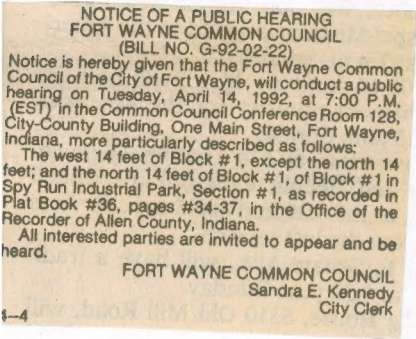 NOTICE OF A PUBLIC HEARING
FORT WAYNE COMMON COUNCIL
(BILL NO. G-92-02-22)
Notice is hereby given that the Fort Wayne Common
Council of the City of Fort Wayne, will conduct a public
hearing on Tuesday, April 14, 1992, at 7:00 P.M.
(EST) in the Common Council Conference Room 128,
City-County Building, One Main Street, Fort Wayne,
Indiana, more particularly described as follows:
The west 14 feet of Block #1, except the north 14
feet; and the north 14 feet of Block #1, of Block #1 in
Spy Run Industrial Park, Section #1, as recorded in
Plat Book #36, pages #34-37, in the Office of the
Recorder of Allen County, Indiana.
All interested parties are invited to appear and be
heard.
FORT WAYNE COMMON COUNCIL
Sandra E. Kennedy
City Clerk